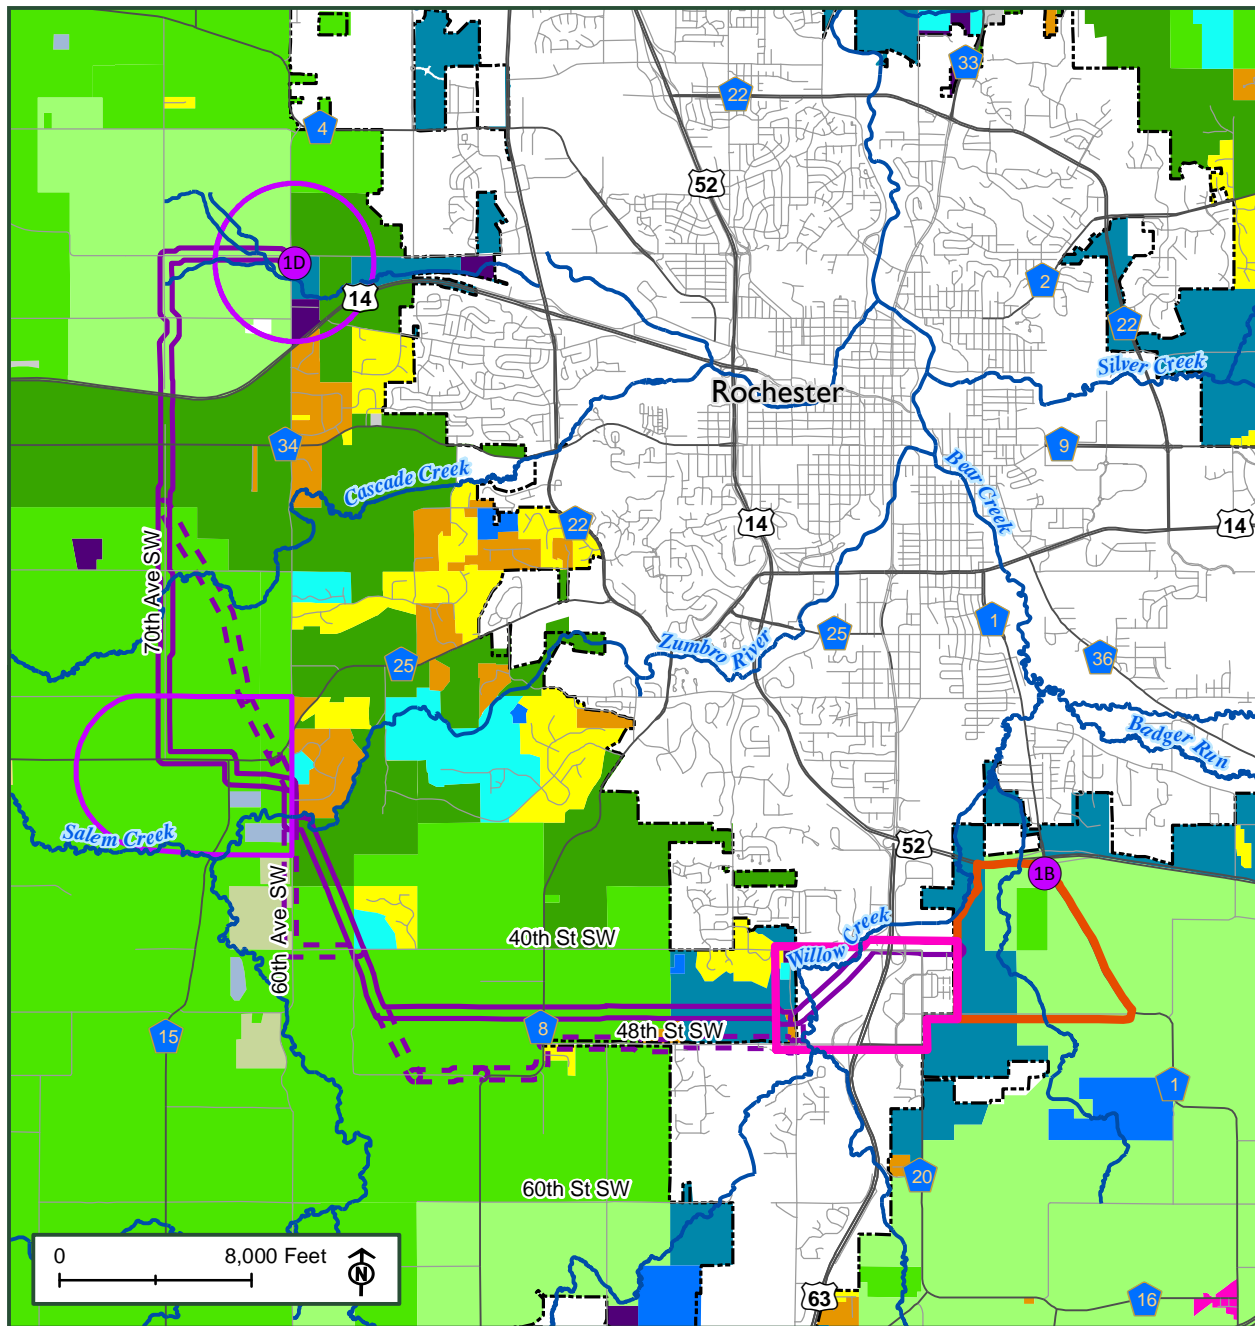 33
22
4
52
2
1D
14
22
Silver Creek
Rochester
34
9
Bear Creek
Cascade Creek
22
14
14
70th Ave SW
1
25
Zumbro River
36
25
Badger Run
Salem Creek
52
1B
60th Ave SW
40th St SW
Willow Creek
8
48th St SW
15
1
20
60th St SW
0
8,000 Feet
N
63
16